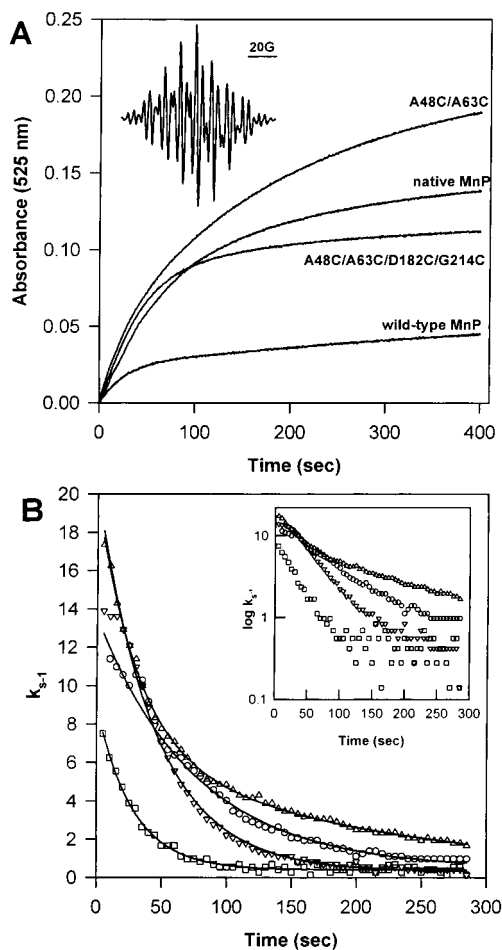 A
20G
0.25
0.20
0.15
0.10
0.05
0.00
Absorbance (525 nm)
A48C/A63C
native MnP
A48C/A63C/D182C/G214C
wild-type MnP
0 100 200 300 400
Time (sec)
B
20
18
16
14
12
10
8
6
4
2
0
k s-1
10
1
0.1
log k s-1
0 50 100 150 200 250 300
Time (sec)
0 50 100 150 200 250 300
Time (sec)